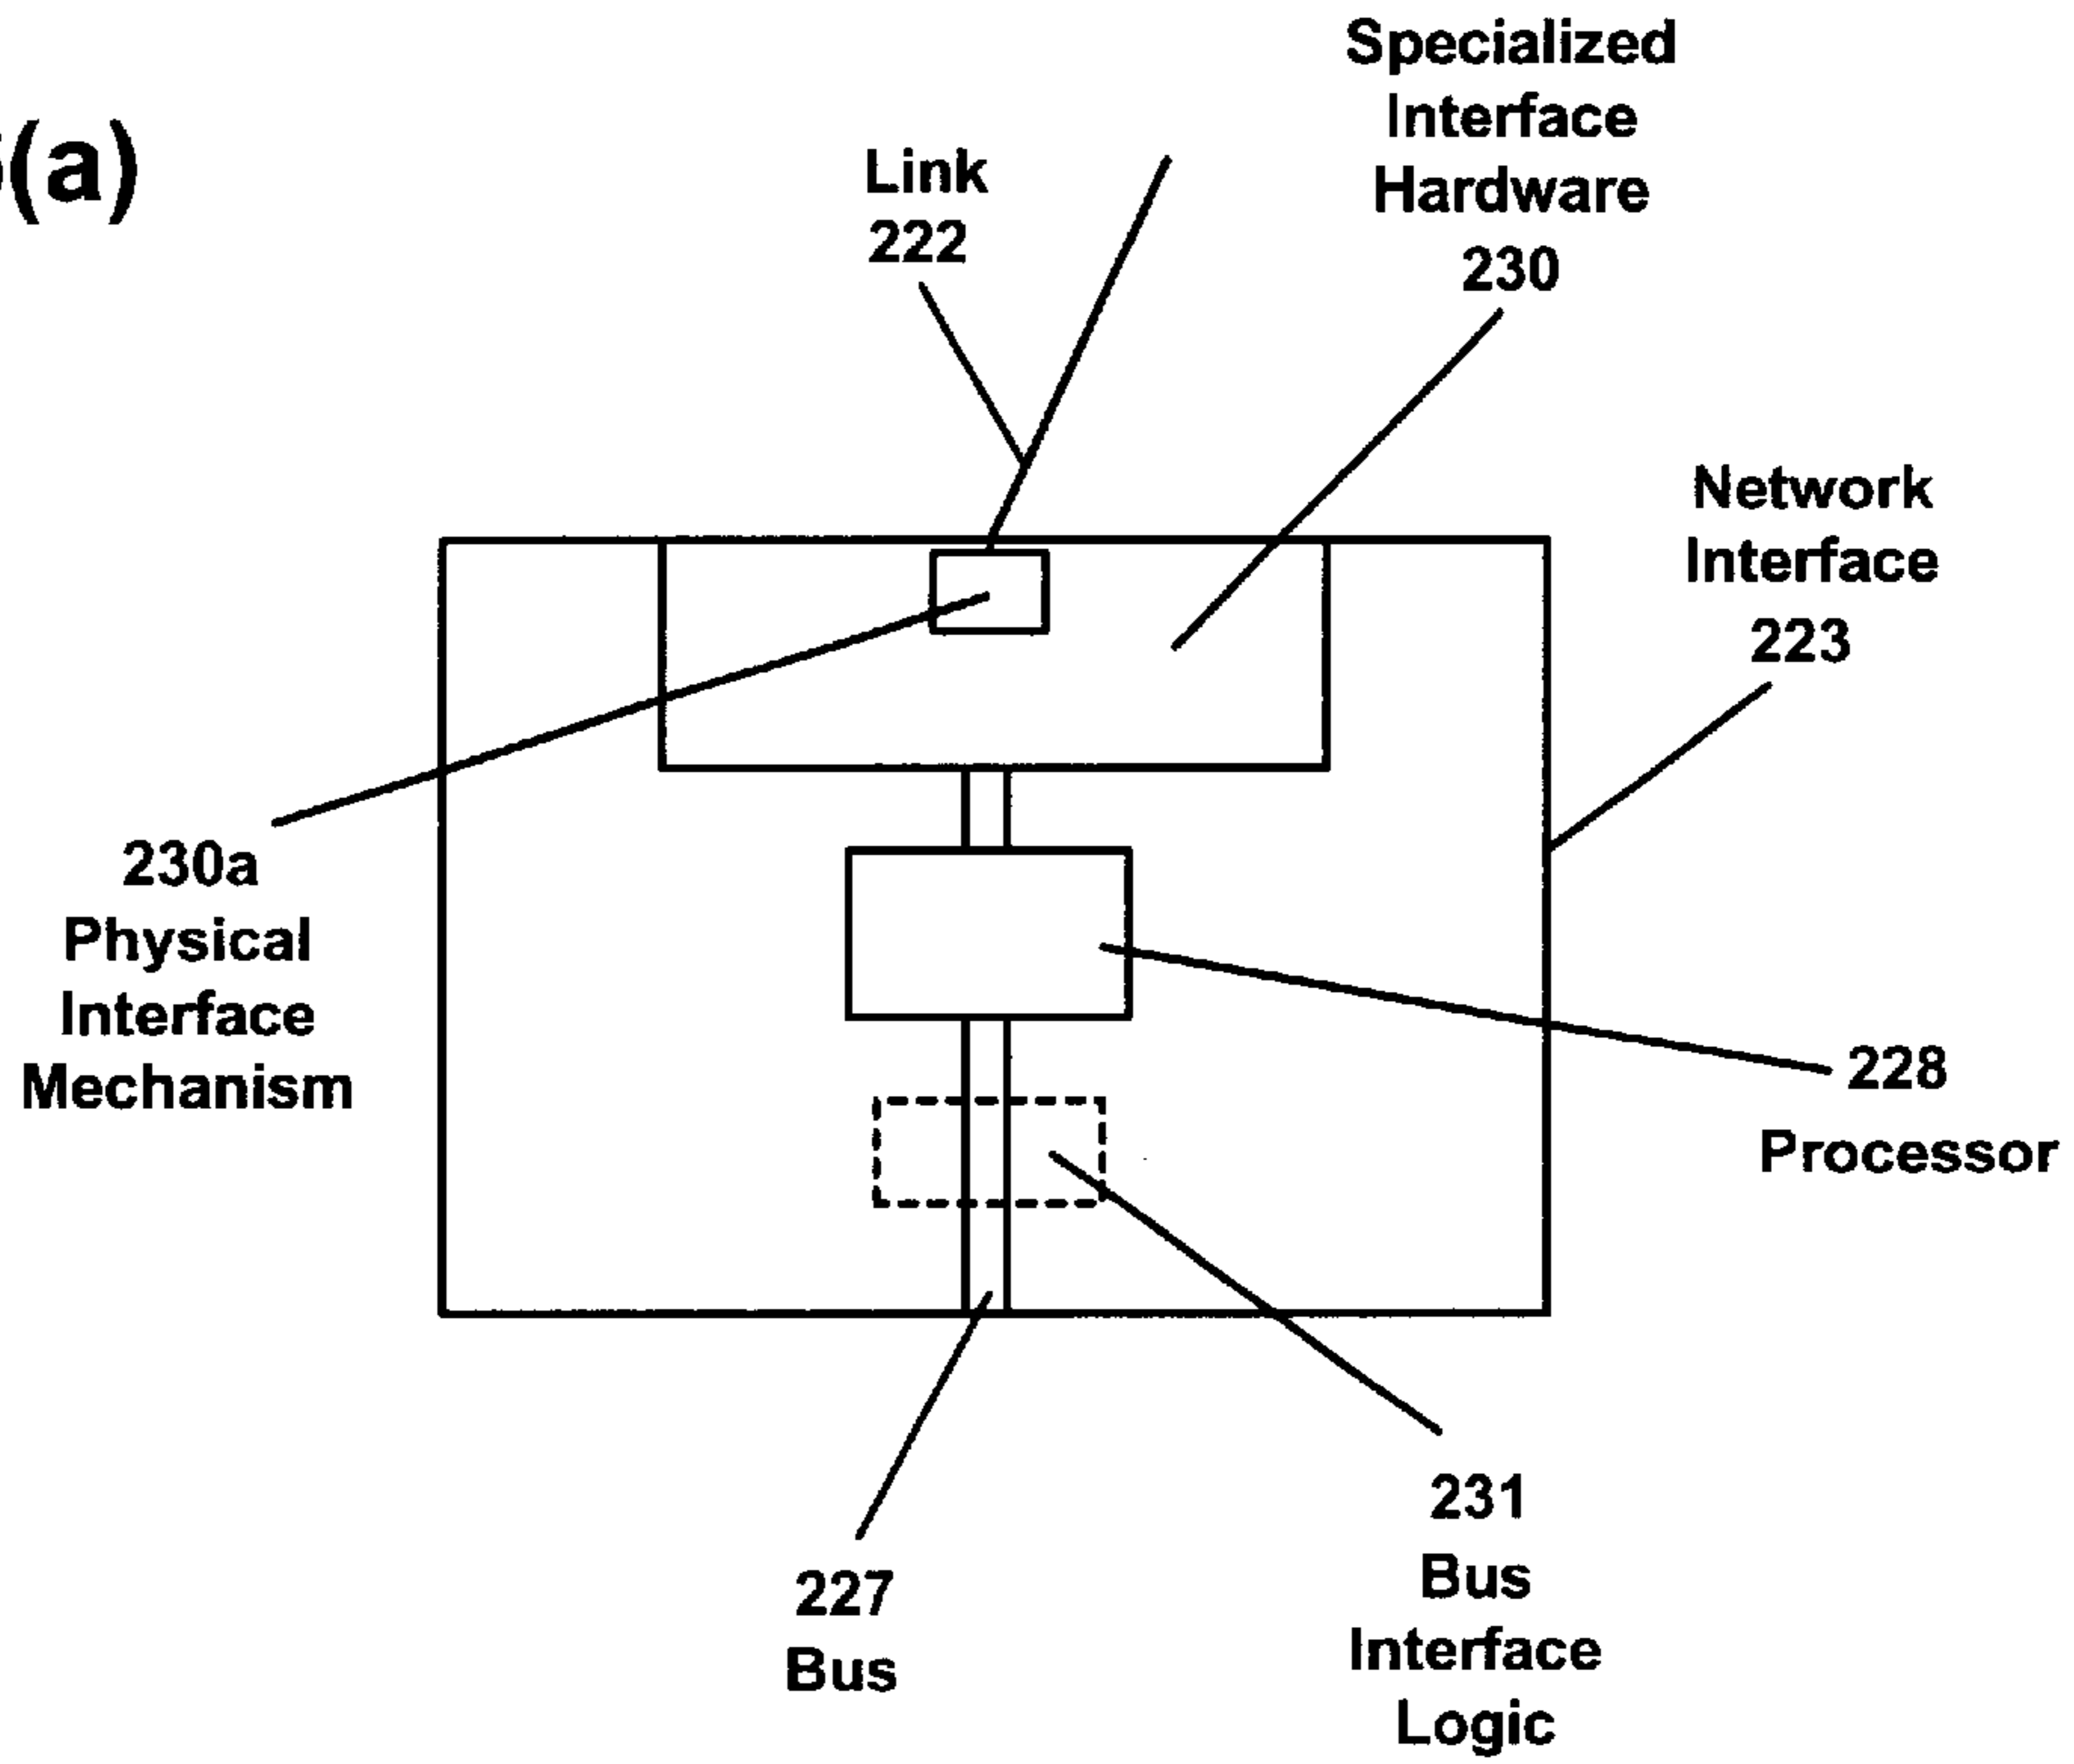 (a)
Link
222
Specialized
Interface
Hardware
230
Network
Interface
223
230a
Physical
Interface
Mechanism
228
Processor
227
Bus
231
Bus
Interface
Logic